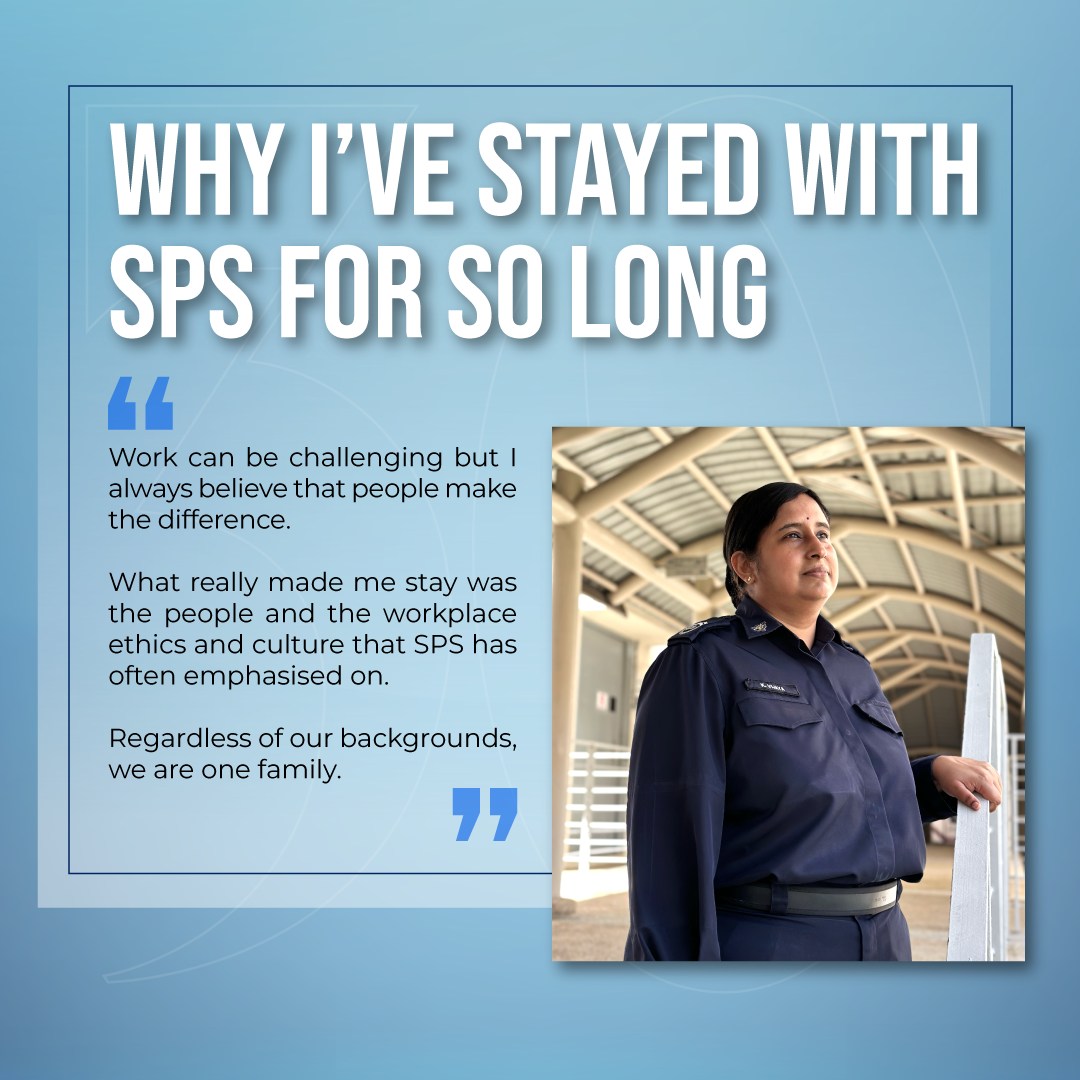 WHY I’VE STAYED WITH
SPS FOR SO LONG
“
Work can be challenging but I
always believe that people make
the difference.
What really made me stay was
the people and the workplace
ethics and culture that SPS has
often emphasised on.
Regardless of our backgrounds,
we are one family.
”
K. VIJAYA